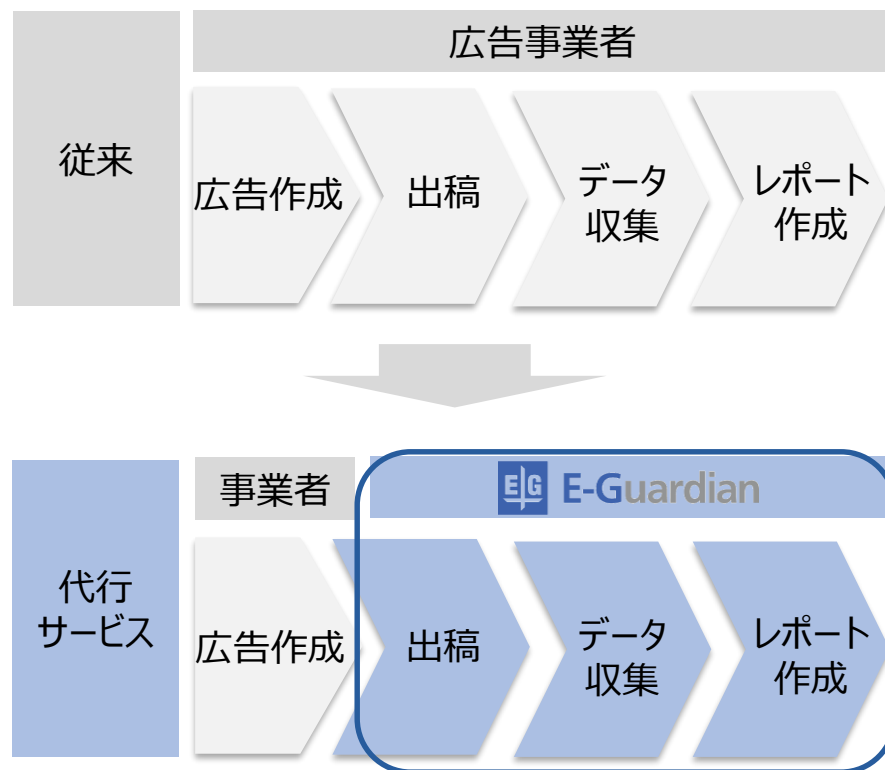 広告事業者
従来
広告作成
出稿
データ
収集
レポート
作成
事業者
E|G E-Guardian
代行
サービス
広告作成
出稿
データ
収集
レポート
作成